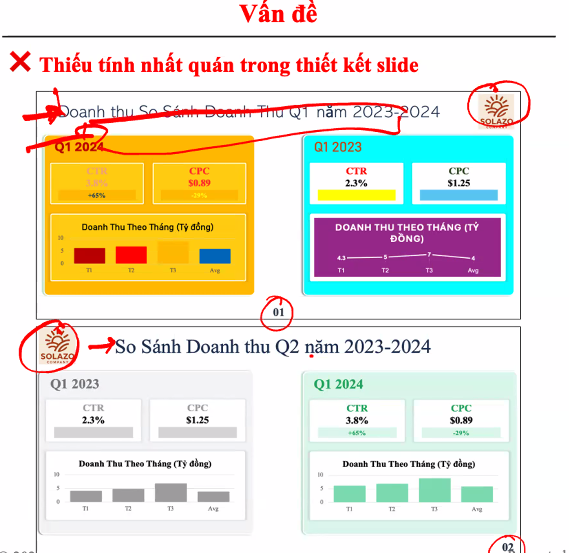 Vấn đề
❌ Thiếu tính nhất quán trong thiết kết slide
Doanh thu So Sánh Doanh Thu Q1 năm 2023-2024
SOLAZO
COMPANY
Q1 2024
CTR
3.8%
+65%
CPC
$0.89
-29%
Doanh Thu Theo Tháng (Tỷ đồng)
10
5
0
T1 T2 T3 Avg
Q1 2023
CTR
2.3%
CPC
$1.25
DOANH THU THEO THÁNG (TỶ
ĐỒNG)
4.3 5 7 4
T1 T2 T3 Avg
01
SOLAZO
COMPANY
So Sánh Doanh thu Q2 năm 2023-2024
Q1 2023
CTR
2.3%
CPC
$1.25
Doanh Thu Theo Tháng (Tỷ đồng)
10
5
0
T1 T2 T3 Avg
Q1 2024
CTR
3.8%
+65%
CPC
$0.89
-29%
Doanh Thu Theo Tháng (Tỷ đồng)
10
5
0
T1 T2 T3 Avg
02